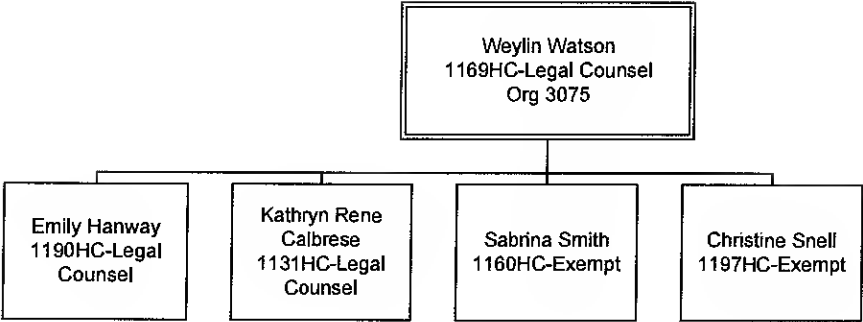 Weylin Watson
1169HC-Legal Counsel
Org 3075
Emily Hanway
1190HC-Legal
Counsel
Kathryn Rene
Calbrese
1131HC-Legal
Counsel
Sabrina Smith
1160HC-Exempt
Christine Snell
1197HC-Exempt